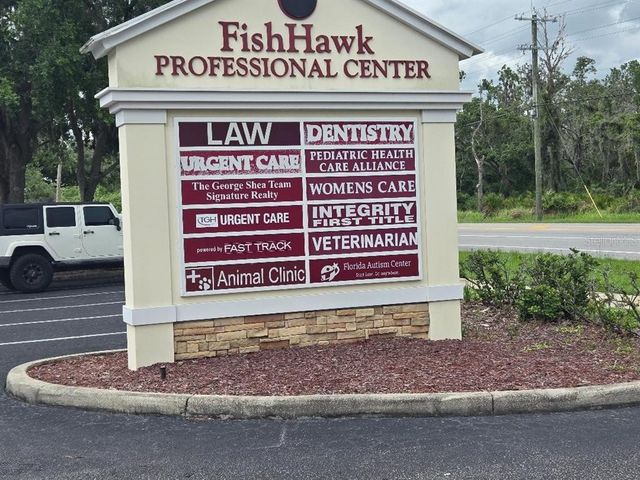 FishHawk
PROFESSIONAL CENTER
LAW
URGENT CARE
The George Shea Team
Signature Realty
TGH URGENT CARE
powered by FAST TRACK
Animal Clinic
DENTISTRY
PEDIATRIC HEALTH
CARE ALLIANCE
WOMENS CARE
INTEGRITY
FIRST TITLE
VETERINARIAN
Florida Autism Center